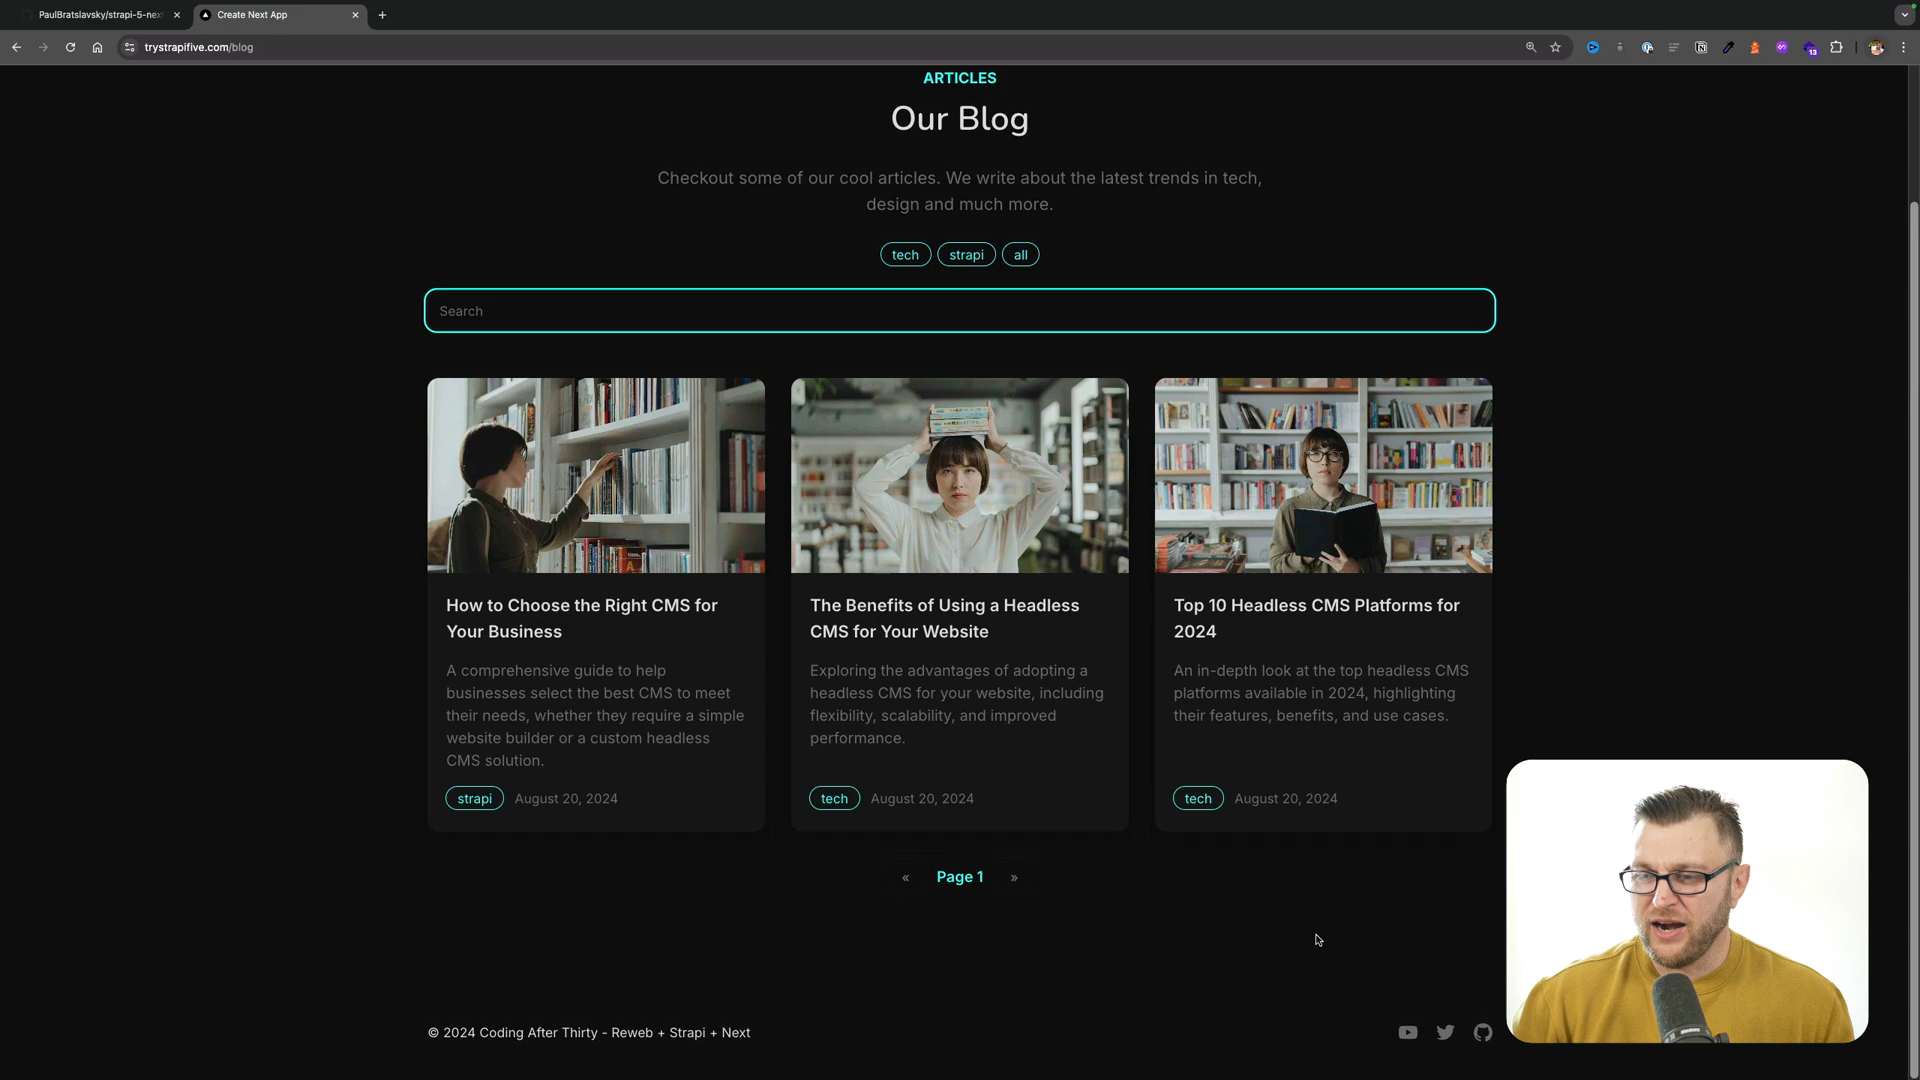 PaulBratslavsky/strapi-5-nex
Create Next App
trystrapifive.com/blog
13
ARTICLES
Our Blog
Checkout some of our cool articles. We write about the latest trends in tech,
design and much more.
tech strapi all
Search
How to Choose the Right CMS for
Your Business
A comprehensive guide to help
businesses select the best CMS to meet
their needs, whether they require a simple
website builder or a custom headless
CMS solution.
strapi August 20, 2024
The Benefits of Using a Headless
CMS for Your Website
Exploring the advantages of adopting a
headless CMS for your website, including
flexibility, scalability, and improved
performance.
tech August 20, 2024
Top 10 Headless CMS Platforms for
2024
An in-depth look at the top headless CMS
platforms available in 2024, highlighting
their features, benefits, and use cases.
tech August 20, 2024
« Page 1 »
© 2024 Coding After Thirty - Reweb + Strapi + Next